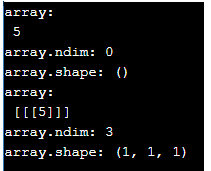 array:
 5
array.ndim: 0
array.shape: ()
array:
 [[[5]]]
array.ndim: 3
array.shape: (1, 1, 1)